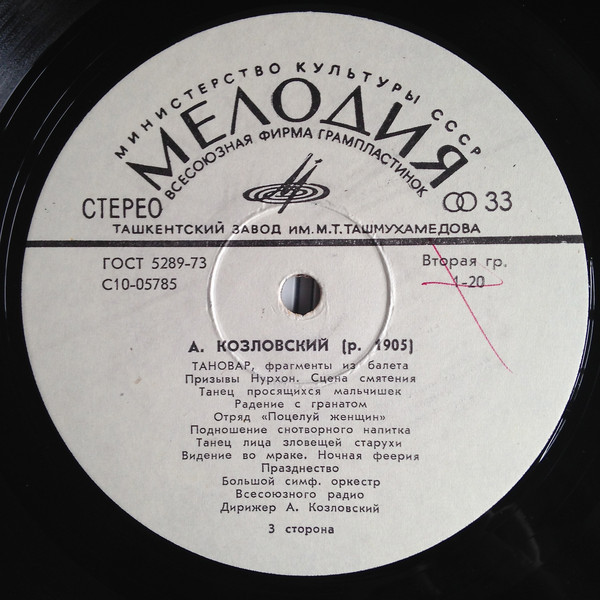 МИНИСТЕРСТВО КУЛЬТУРЫ СССР
МЕЛОДИЯ
ВСЕСОЮЗНАЯ ФИРМА ГРАМПЛАСТИНОК
СТЕРЕО 33
ТАШКЕНТСКИЙ ЗАВОД ИМ. М.Т. ТАШМУХАМЕДОВА
ГОСТ 5289-73 Вторая гр.
С10-05785 1-20
А. КОЗЛОВСКИЙ (р. 1905)
ТАНОВАР, фрагменты из балета
Призывы Нурхон. Сцена смятения
Танец просящихся мальчишек
Радение с гранатом
Отряд «Поцелуй женщин»
Подношение снотворного напитка
Танец лица зловещей старухи
Видение во мраке. Ночная феерия
Празднество
Большой симф. оркестр
Всесоюзного радио
Дирижер А. Козловский
3 сторона